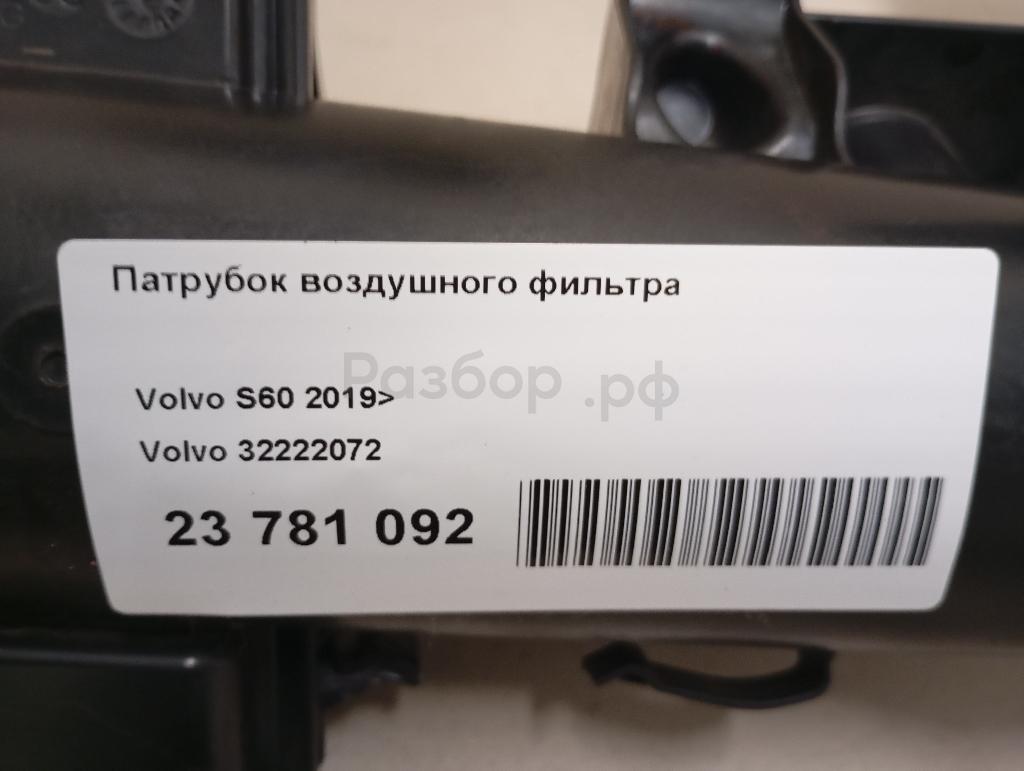 Патрубок воздушного фильтра
Разбор.рф
Volvo S60 2019>
Volvo 32222072
23 781 092